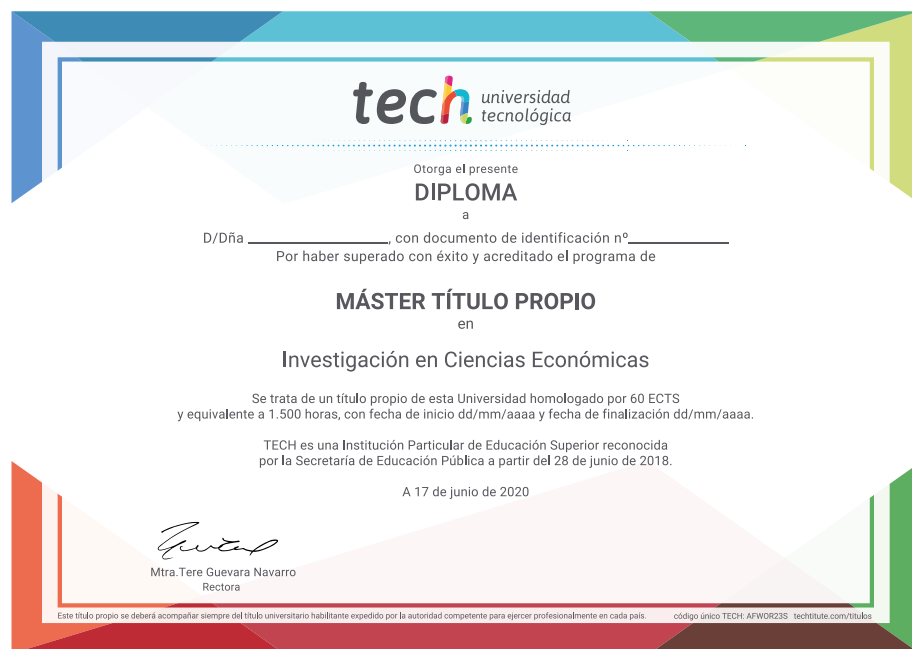 tech universidad
tecnológica
Otorga el presente
DIPLOMA
a
D/Dña ____________________, con documento de identificación nº______________
Por haber superado con éxito y acreditado el programa de
MÁSTER TÍTULO PROPIO
en
Investigación en Ciencias Económicas
Se trata de un título propio de esta Universidad homologado por 60 ECTS
y equivalente a 1.500 horas, con fecha de inicio dd/mm/aaaa y fecha de finalización dd/mm/aaaa.
TECH es una Institución Particular de Educación Superior reconocida
por la Secretaría de Educación Pública a partir del 28 de junio de 2018.
A 17 de junio de 2020
Mtra.Tere Guevara Navarro
Rectora
Este título propio se deberá acompañar siempre del título universitario habilitante expedido por la autoridad competente para ejercer profesionalmente en cada país. código único TECH: AFWOR23S techtitute.com/titulos